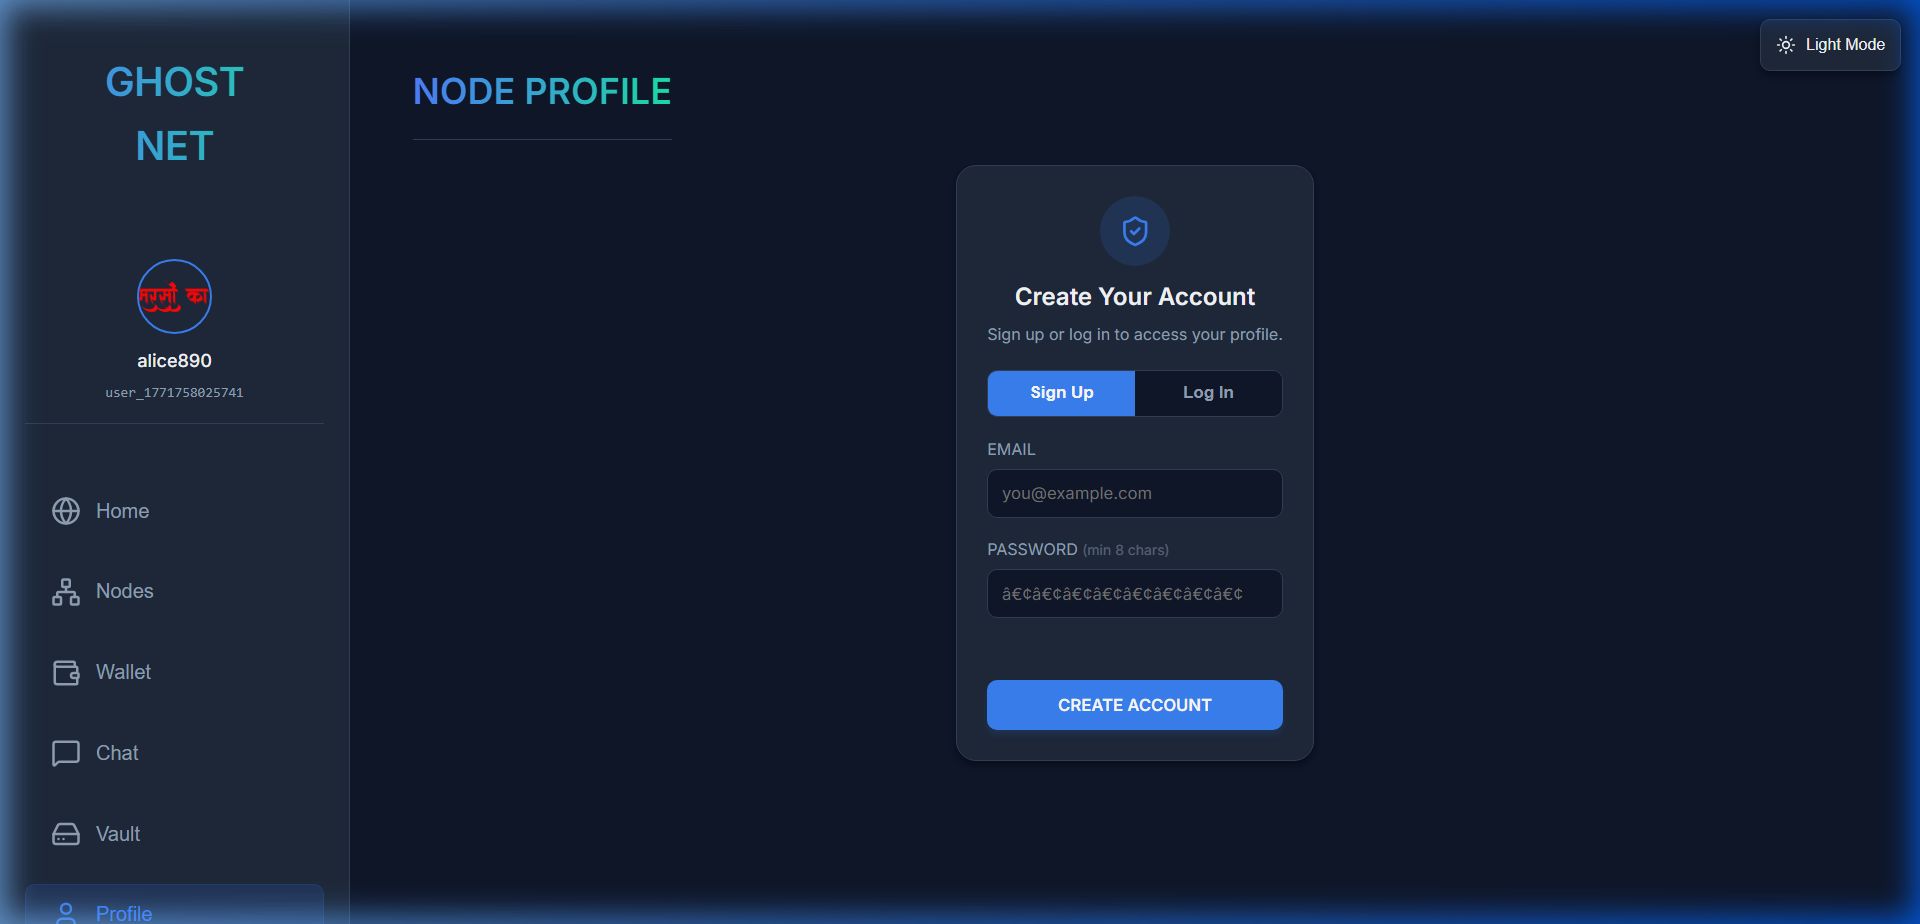 GHOST
NET
सरसों का
alice890
user_1771758025741
Home
Nodes
Wallet
Chat
Vault
Profile
Light Mode
NODE PROFILE
Create Your Account
Sign up or log in to access your profile.
Sign Up
Log In
EMAIL
you@example.com
PASSWORD (min 8 chars)
â€¢â€¢â€¢â€¢â€¢â€¢â€¢â€¢
CREATE ACCOUNT